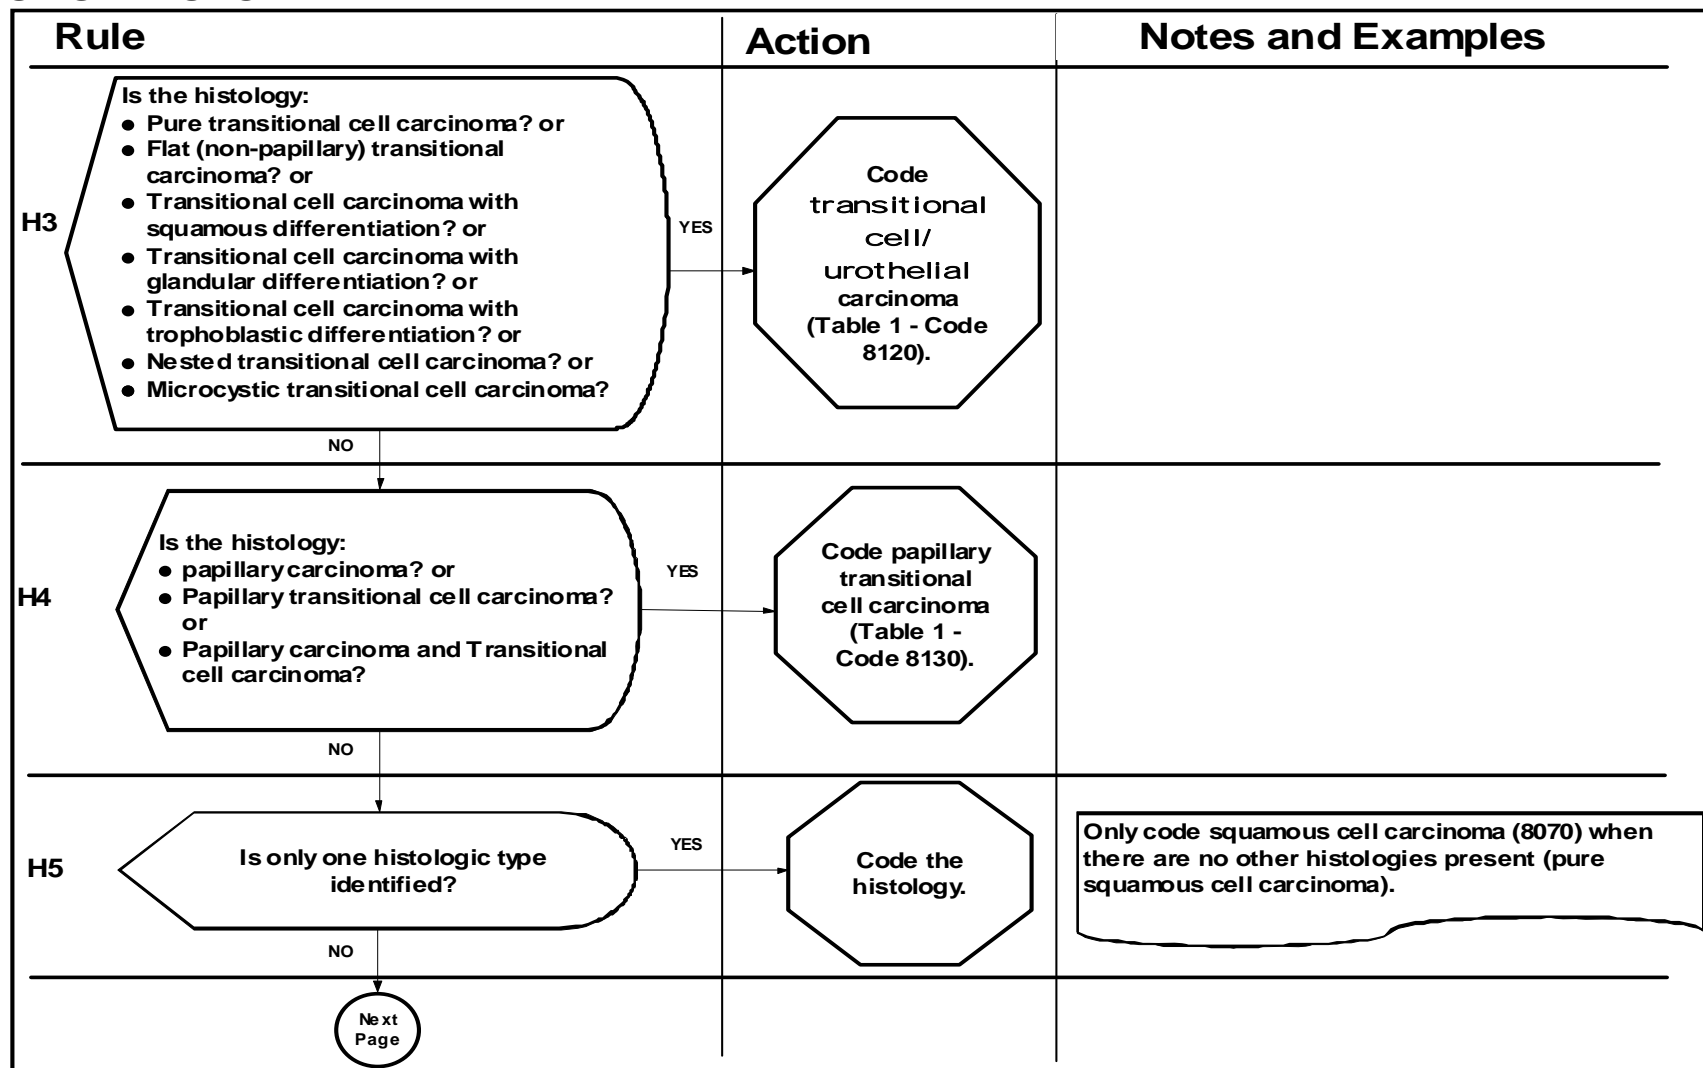 Rule
Action
Notes and Examples
H3
Is the histology:
● Pure transitional cell carcinoma? or
● Flat (non-papillary) transitional
carcinoma? or
● Transitional cell carcinoma with
squamous differentiation? or
● Transitional cell carcinoma with
glandular differentiation? or
● Transitional cell carcinoma with
trophoblastic differentiation? or
● Nested transitional cell carcinoma? or
● Microcystic transitional cell carcinoma?
YES
Code
transitional
cell/
urothelial
carcinoma
(Table 1 - Code
8120).
NO
H4
Is the histology:
● papillary carcinoma? or
● Papillary transitional cell carcinoma?
or
● Papillary carcinoma and Transitional
cell carcinoma?
YES
Code papillary
transitional
cell carcinoma
(Table 1 -
Code 8130).
NO
H5
Is only one histologic type
identified?
YES
Code the
histology.
Only code squamous cell carcinoma (8070) when
there are no other histologies present (pure
squamous cell carcinoma).
NO
Next
Page